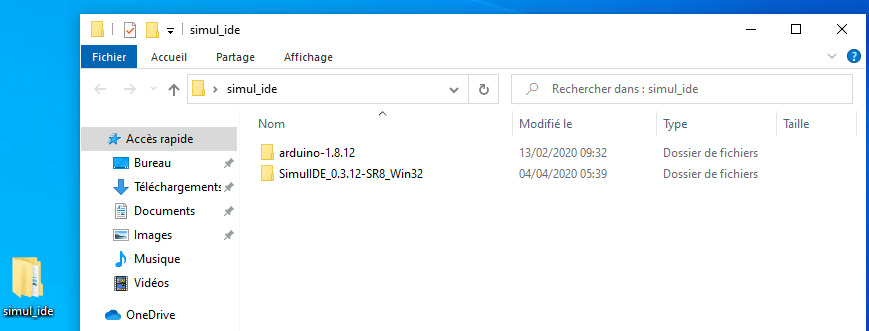 simul_ide
Fichier Accueil Partage Affichage
simul_ide
Rechercher dans : simul_ide
Nom Modifié le Type Taille
Accès rapide
arduino-1.8.12 13/02/2020 09:32 Dossier de fichiers
Bureau
SimulIDE_0.3.12-SR8_Win32 04/04/2020 05:39 Dossier de fichiers
Téléchargements
Documents
Images
Musique
Vidéos
OneDrive
simul_ide